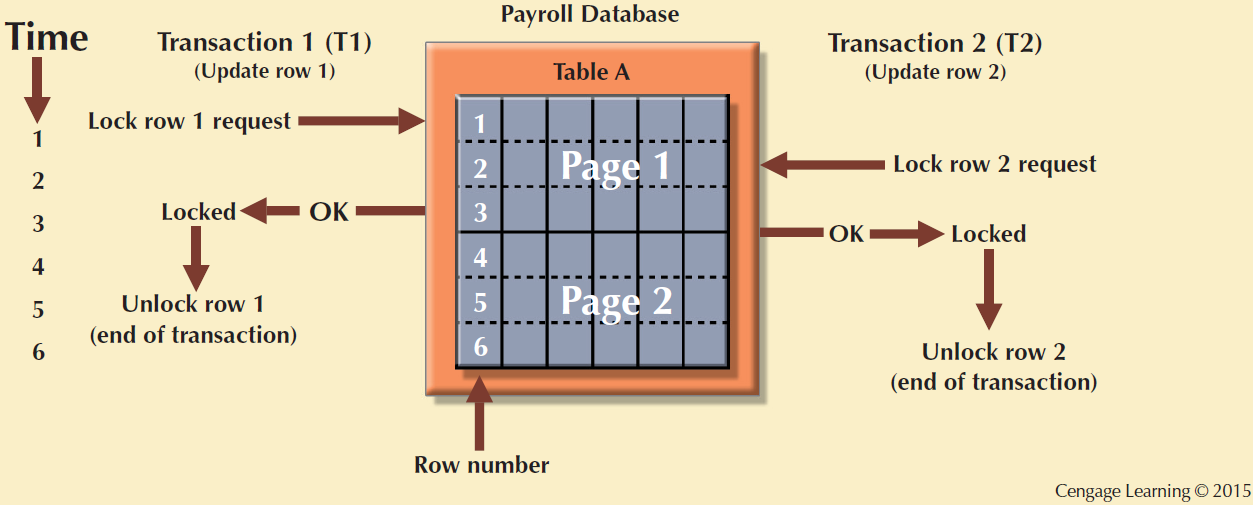 Payroll Database
Time
Transaction 1 (T1)
(Update row 1)
Table A
Transaction 2 (T2)
(Update row 2)
Lock row 1 request
Lock row 2 request
1
2
3
4
5
6
Locked
OK
Unlock row 1
(end of transaction)
1
2
3
4
5
6
Page 1
Page 2
OK
Locked
Unlock row 2
(end of transaction)
Row number
Cengage Learning © 2015